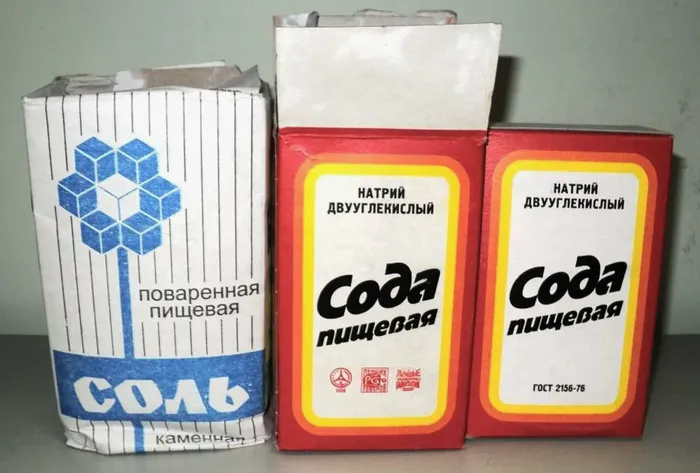 поваренная
пищевая
СОЛЬ
каменная
НАТРИЙ
ДВУУГЛЕКИСЛЫЙ
Сода
пищевая
НАТРИЙ
ДВУУГЛЕКИСЛЫЙ
Сода
пищевая
ГОСТ 2156-76